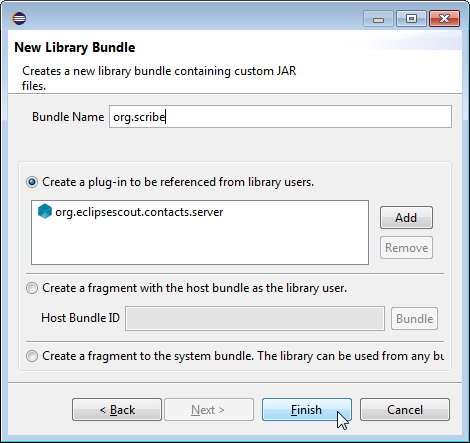 New Library Bundle
Creates a new library bundle containing custom JAR
files.
Bundle Name org.scribe
Create a plug-in to be referenced from library users.
org.eclipsescout.contacts.server
Add
Remove
Create a fragment with the host bundle as the library user.
Host Bundle ID Bundle
Create a fragment to the system bundle. The library can be used from any bu
< Back Next > Finish Cancel